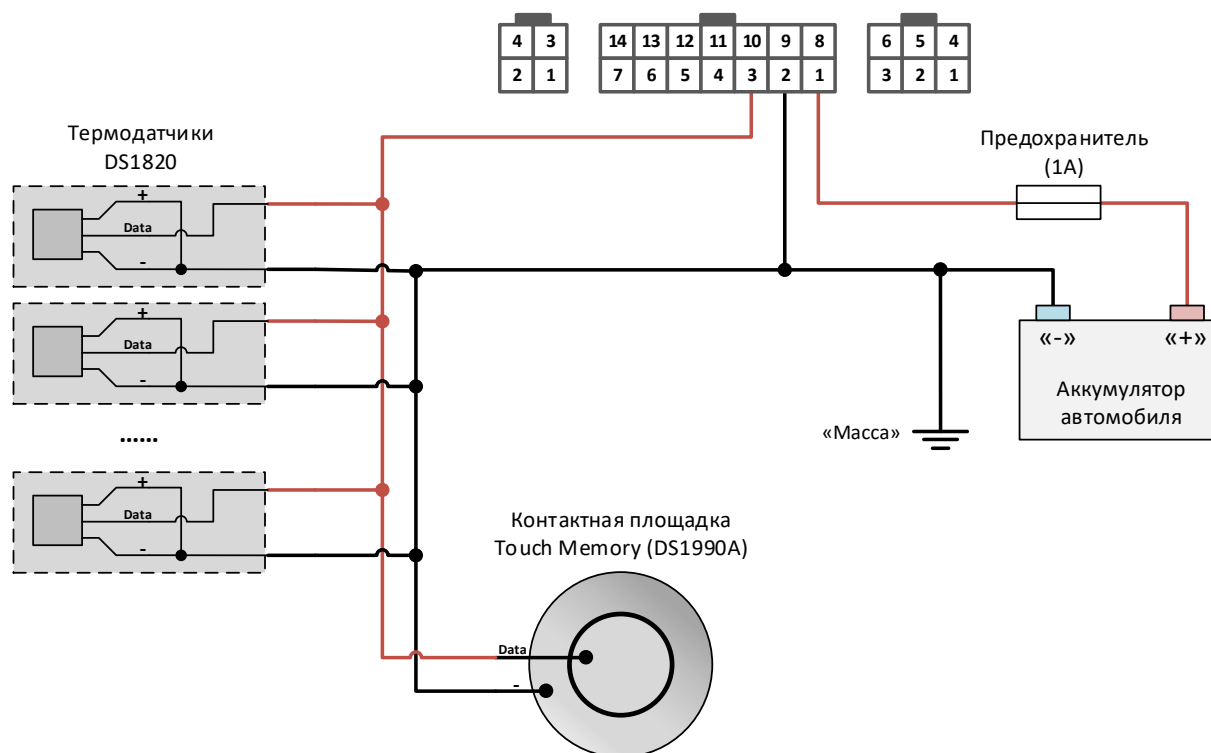 4 3
2 1
14 13 12 11 10 9 8
7 6 5 4 3 2 1
6 5 4
3 2 1
Термодатчики
DS1820
+
Data
-
+
Data
-
......
+
Data
-
Предохранитель
(1А)
«-» «+»
Аккумулятор
автомобиля
«Масса»
Контактная площадка
Touch Memory (DS1990A)
Data
-